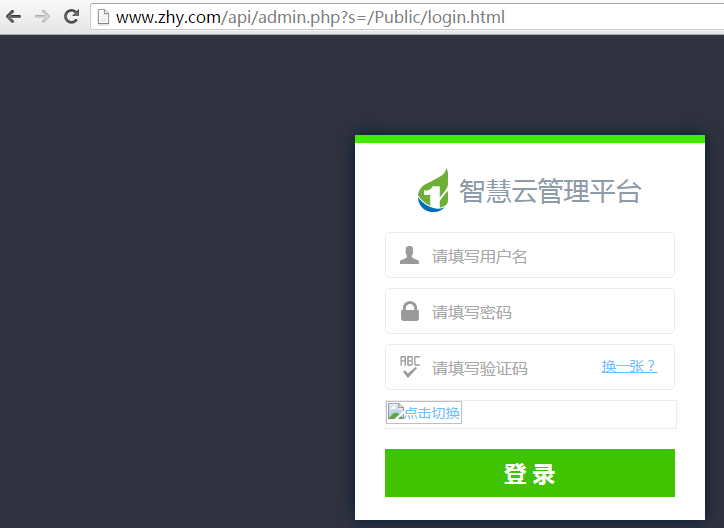 www.zhy.com/api/admin.php?s=/Public/login.html
智慧云管理平台
请填写用户名
请填写密码
ABC 请填写验证码 换一张？
点击切换
登录